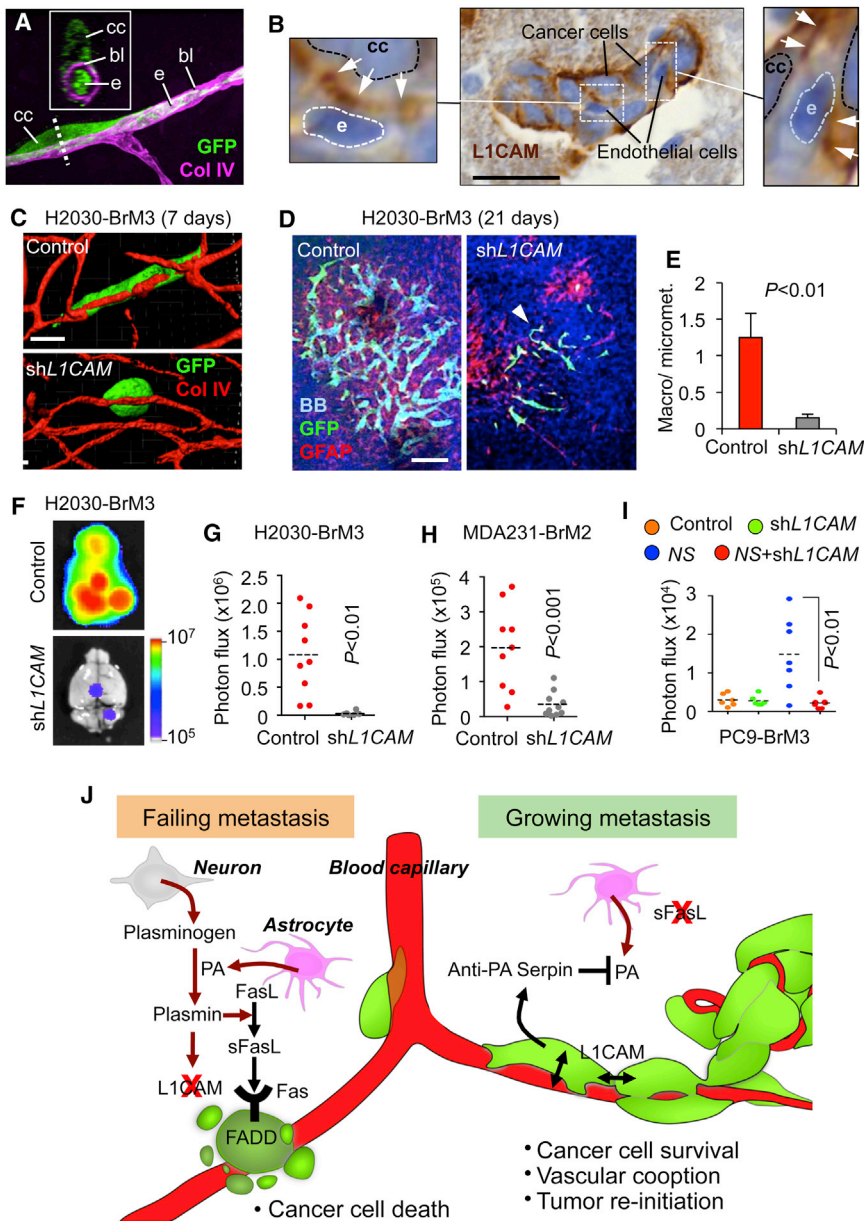 A
cc
bl
e
bl
e
cc
GFP
Col IV
B
cc
e
Cancer cells
L1CAM
Endothelial cells
cc
e
C H2030-BrM3 (7 days)
Control
shL1CAM
GFP
Col IV
D H2030-BrM3 (21 days)
Control
shL1CAM
BB
GFP
GFAP
E
P<0.01
Macro/ micromet.
2
1.5
1
0.5
0
Control shL1CAM
F H2030-BrM3
Control
shL1CAM
10⁷
10⁵
G H2030-BrM3
Photon flux (x10⁶)
2.5
2.0
1.5
1.0
0.5
0
P<0.01
Control shL1CAM
H MDA231-BrM2
Photon flux (x10⁵)
4
3
2
1
0
P<0.001
Control shL1CAM
I
Control shL1CAM
NS NS+shL1CAM
Photon flux (x10⁴)
3
2
1
0
P<0.01
PC9-BrM3
J
Failing metastasis
Growing metastasis
Neuron
Blood capillary
Plasminogen
Astrocyte
PA
FasL
Plasmin
sFasL
L1CAM
X
Fas
FADD
• Cancer cell death
sFasL
X
Anti-PA Serpin
PA
L1CAM
• Cancer cell survival
• Vascular cooption
• Tumor re-initiation